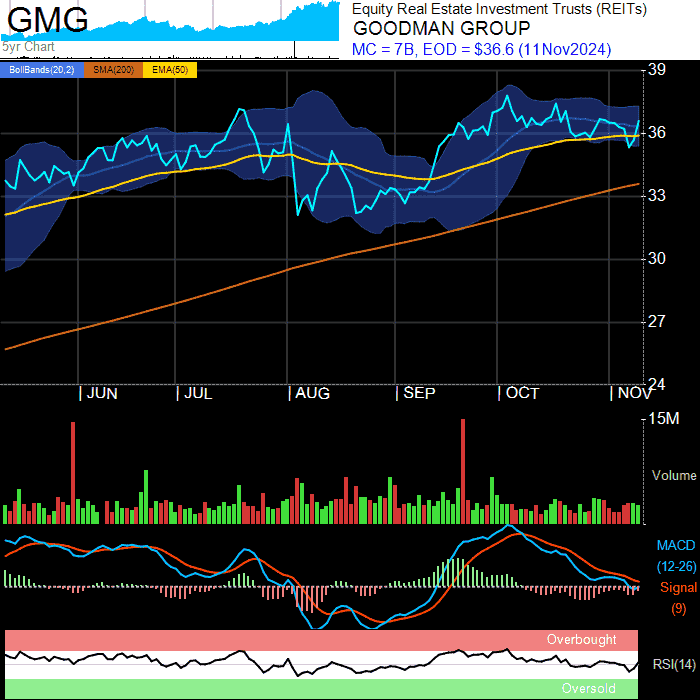 GMG
5yr Chart
Equity Real Estate Investment Trusts (REITs)
GOODMAN GROUP
MC = 7B, EOD = $36.6 (11Nov2024)
BollBands(20,2) SMA(200) EMA(50)
39
36
33
30
27
24
JUN JUL AUG SEP OCT NOV
15M
Volume
MACD
(12-26)
Signal
(9)
Overbought
RSI(14)
Oversold